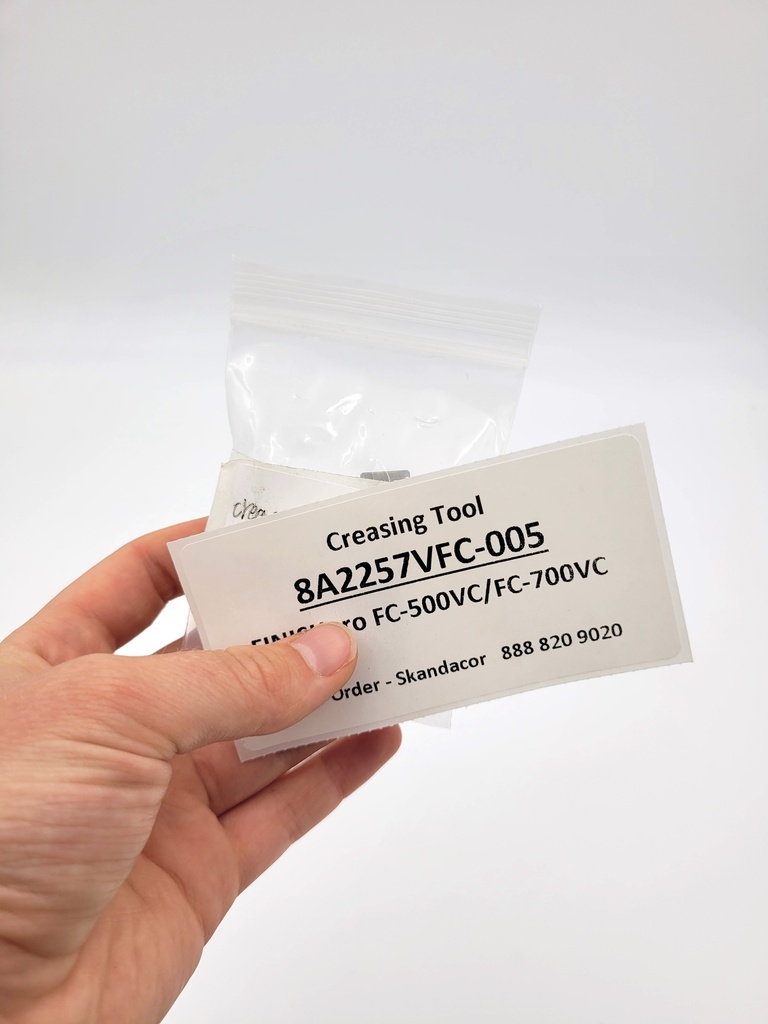 Creasing Tool
8A2257VFC-005
FC-500VC/FC-700VC
Order - Skandacor 888 820 9020